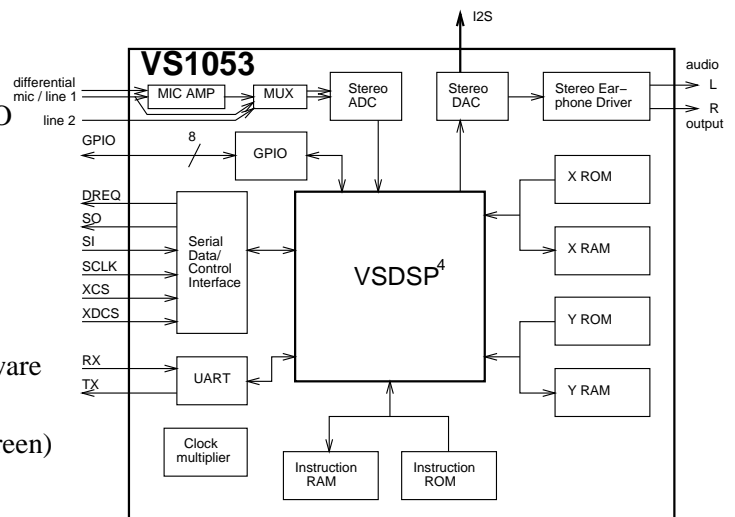 I2S
VS1053
audio
L
R
output
differential
mic / line 1
MIC AMP
MUX
Stereo
ADC
Stereo
DAC
Stereo Ear−
phone Driver
O
line 2
GPIO
8
GPIO
X ROM
X RAM
DREQ
SO
SI
SCLK
XCS
XDCS
Serial
Data/
Control
Interface
VSDSP4
Y ROM
Y RAM
RX
TX
UART
Clock
multiplier
Instruction
RAM
Instruction
ROM
reen)